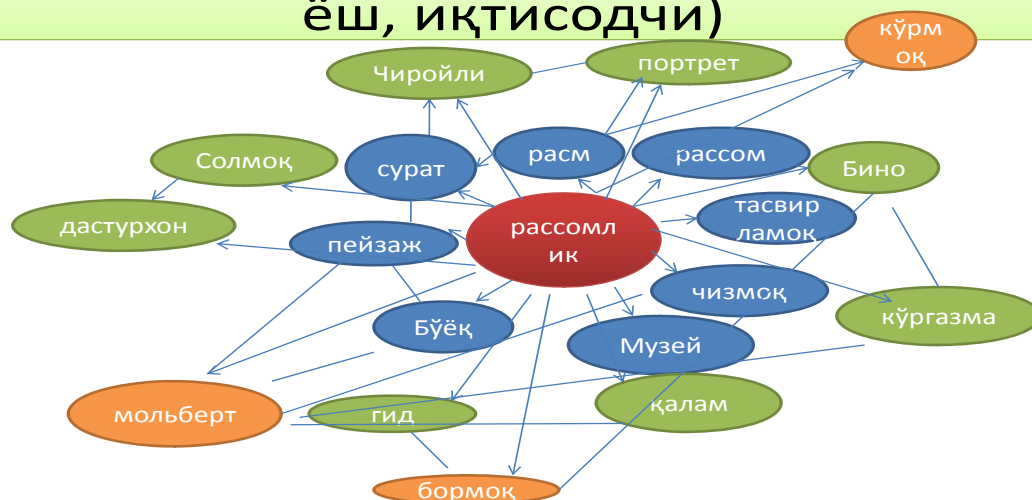 ёш, иқтисодчи)
кўрм
оқ
Чиройли
портрет
Солмоқ
сурат
расм
рассом
Бино
дастурхон
пейзаж
рассомл
ик
тасвир
ламоқ
чизмоқ
кўргазма
Бўёқ
Музей
мольберт
гид
қалам
бормоқ